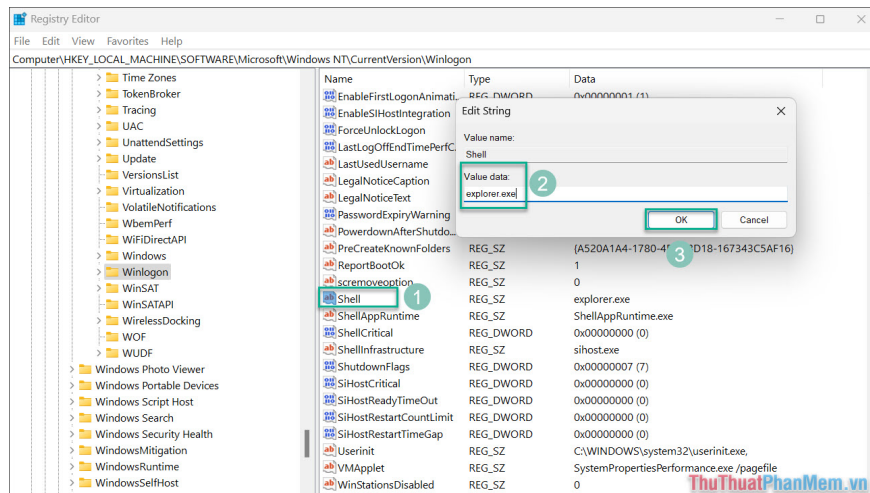 Registry Editor
File Edit View Favorites Help
Computer\HKEY_LOCAL_MACHINE\SOFTWARE\Microsoft\Windows NT\CurrentVersion\Winlogon
Time Zones
TokenBroker
Tracing
UAC
UnattendSettings
Update
VersionsList
Virtualization
VolatileNotifications
WbemPerf
WiFiDirectAPI
Windows
Winlogon
WinSAT
WinSATAPI
WirelessDocking
WOF
WUDF
Windows Photo Viewer
Windows Portable Devices
Windows Script Host
Windows Search
Windows Security Health
WindowsMitigation
WindowsRuntime
WindowsSelfHost
Name Type Data
EnableFirstLogonAnimati... REG_DWORD 0x00000001 (1)
EnableSIHostIntegration
ForceUnlockLogon
LastLogOffEndTimePerfC
LastUsedUsername
LegalNoticeCaption
LegalNoticeText
PasswordExpiryWarning
PowerdownAfterShutdo...
PreCreateKnownFolders REG_SZ {A520A1A4-1780-4 D18-167343C5AF16}
ReportBootOk REG_SZ 1
scremoveoption REG_SZ 0
Shell REG_SZ explorer.exe
ShellAppRuntime REG_SZ ShellAppRuntime.exe
ShellCritical REG_DWORD 0x00000000 (0)
ShellInfrastructure REG_SZ sihost.exe
ShutdownFlags REG_DWORD 0x00000007 (7)
SiHostCritical REG_DWORD 0x00000000 (0)
SiHostReadyTimeOut REG_DWORD 0x00000000 (0)
SiHostRestartCountLimit REG_DWORD 0x00000000 (0)
SiHostRestartTimeGap REG_DWORD 0x00000000 (0)
Userinit REG_SZ C:\WINDOWS\system32\userinit.exe,
VMApplet REG_SZ SystemPropertiesPerformance.exe /pagefile
WinStationsDisabled REG_SZ 0
Edit String
Value name:
Shell
Value data:
explorer.exe
OK Cancel
1
2
3
ThuThuatPhanMem.vn